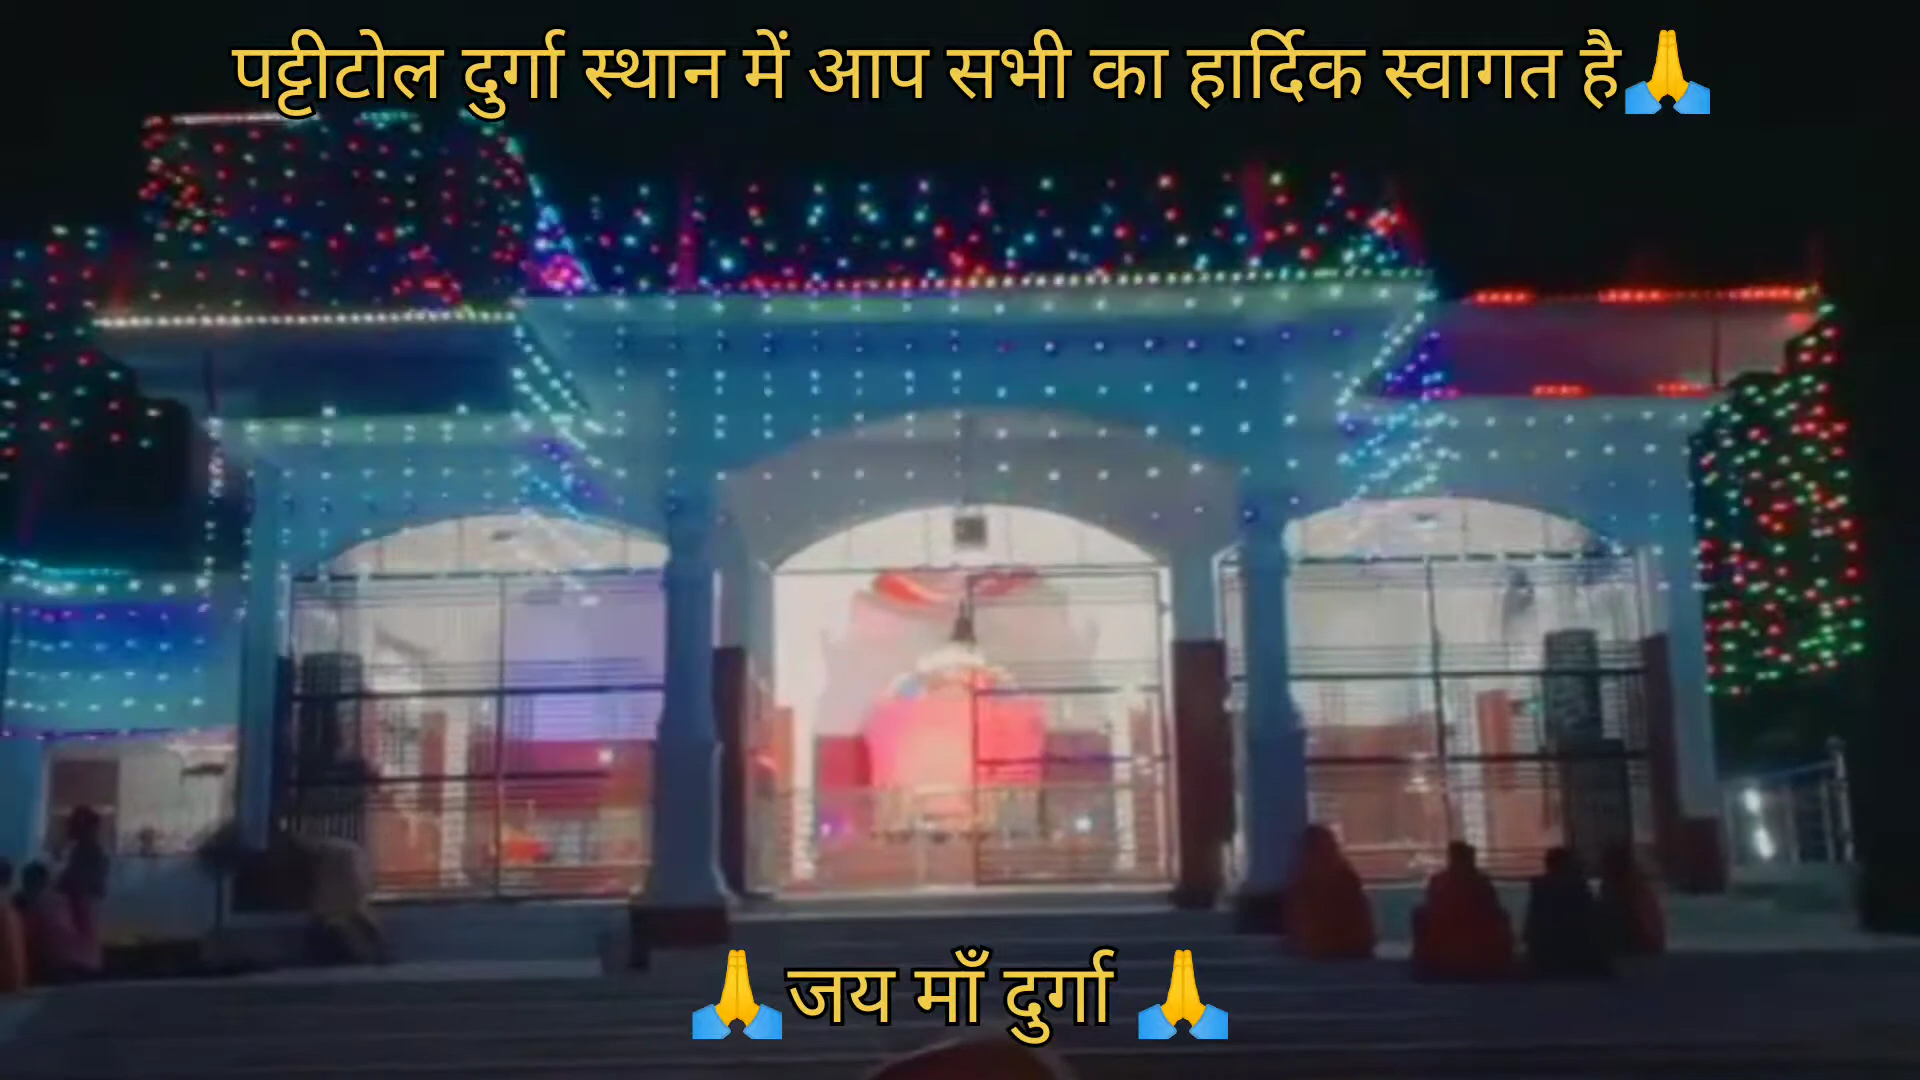 पट्टीटोल दुर्गा स्थान में आप सभी का हार्दिक स्वागत है🙏
🙏जय माँ दुर्गा 🙏